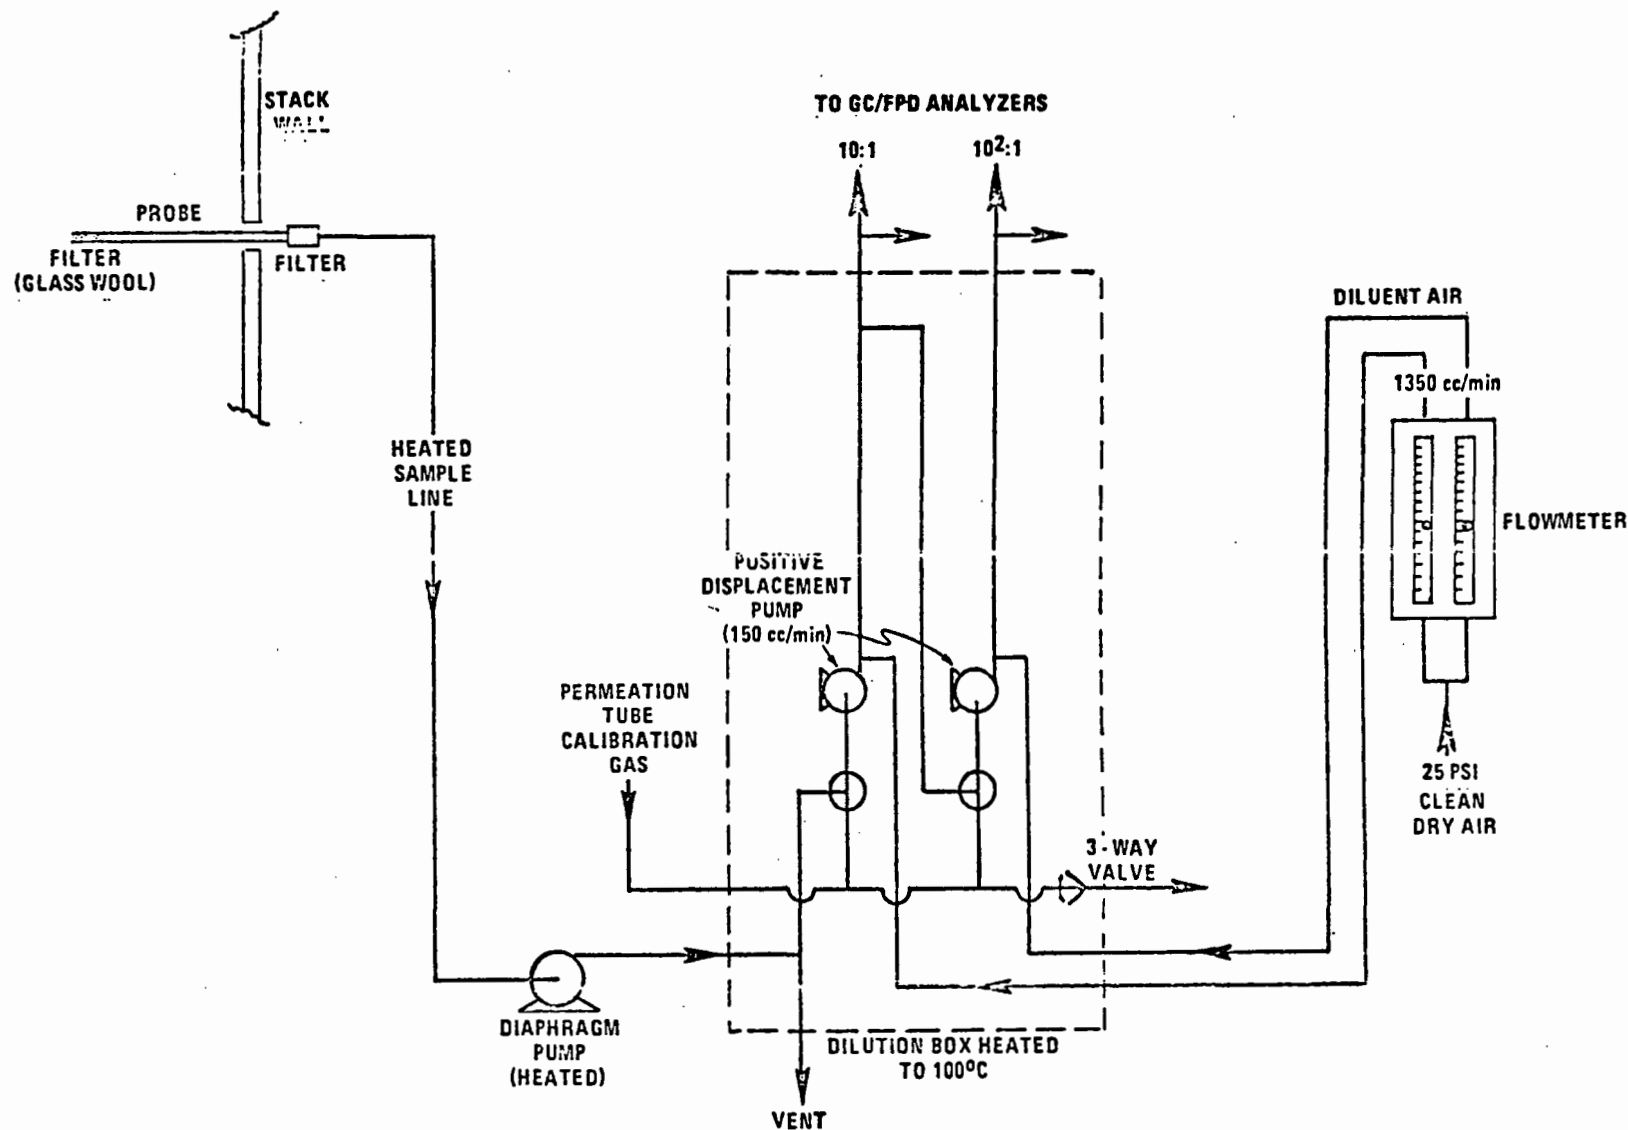 TO GC/FPD ANALYZERS
10:1
10²:1
STACK
WALL
PROBE
FILTER
(GLASS WOOL)
FILTER
HEATED
SAMPLE
LINE
DILUENT AIR
1350 cc/min
FLOWMETER
25 PSI
CLEAN
DRY AIR
POSITIVE
DISPLACEMENT
PUMP
(150 cc/min)
PERMEATION
TUBE
CALIBRATION
GAS
3-WAY
VALVE
DIAPHRAGM
PUMP
(HEATED)
DILUTION BOX HEATED
TO 100ºC
VENT